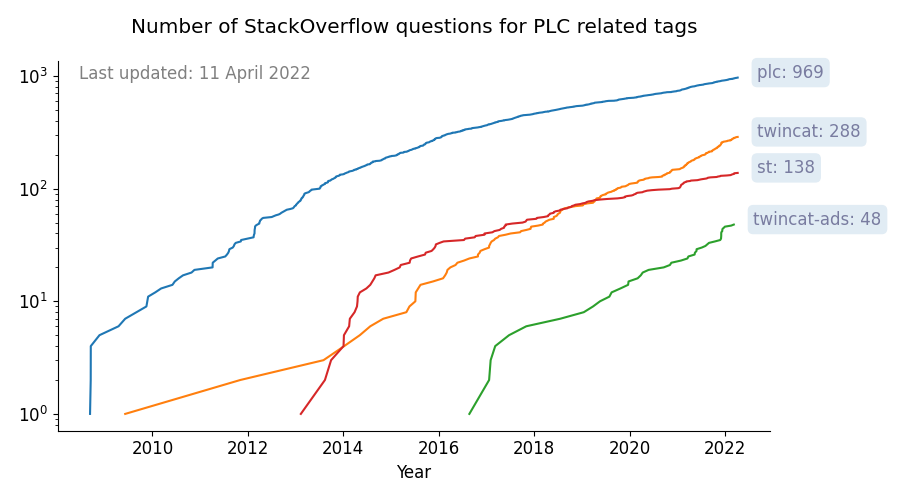 Number of StackOverflow questions for PLC related tags
Last updated: 11 April 2022
10³
10²
10¹
10⁰
plc: 969
twincat: 288
st: 138
twincat-ads: 48
2010 2012 2014 2016 2018 2020 2022
Year